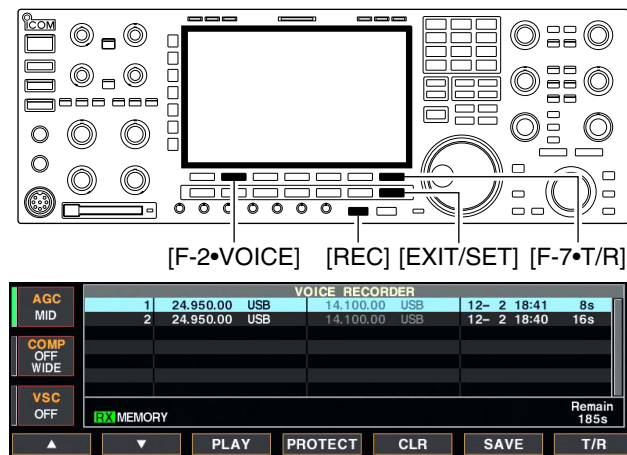 ICOM
[F-2•VOICE] [REC] [EXIT/SET] [F-7•T/R]
VOICE RECORDER
AGC
MID
1 24.950.00 USB 14.100.00 USB 12– 2 18:41 8s
2 24.950.00 USB 14.100.00 USB 12– 2 18:40 16s
COMP
OFF
WIDE
VSC
OFF
RX MEMORY
Remain
185s
▲ ▼ PLAY PROTECT CLR SAVE T/R